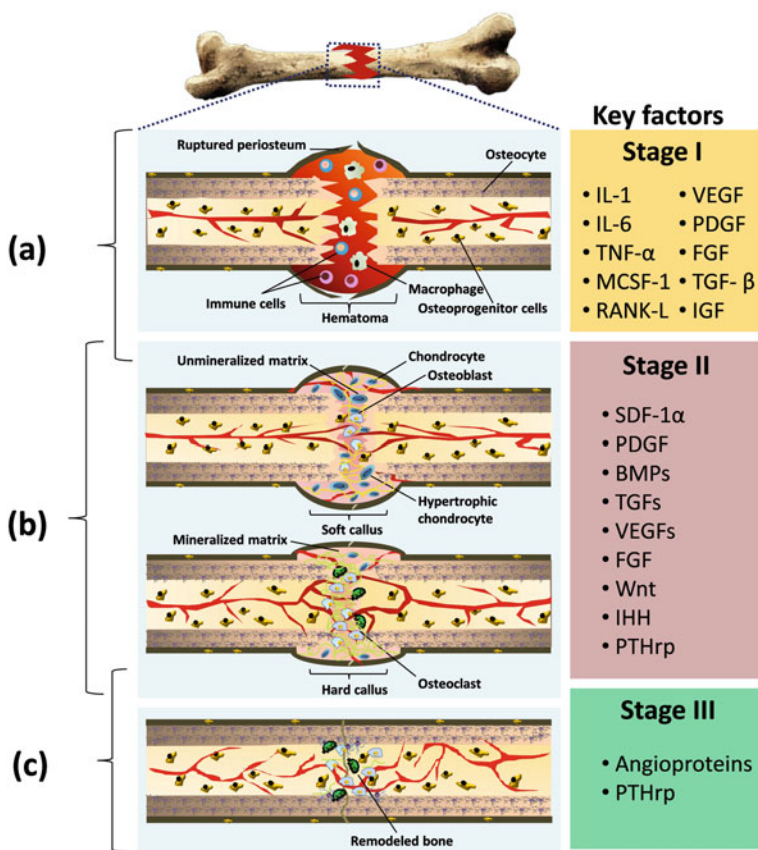 Key factors
(a)
Ruptured periosteum
Osteocyte
Immune cells
Macrophage
Osteoprogenitor cells
Hematoma
Stage I
• IL-1
• IL-6
• TNF-α
• MCSF-1
• RANK-L
• VEGF
• PDGF
• FGF
• TGF- β
• IGF
(b)
Unmineralized matrix
Chondrocyte
Osteoblast
Hypertrophic
chondrocyte
Soft callus
Mineralized matrix
Osteoclast
Hard callus
Stage II
• SDF-1α
• PDGF
• BMPs
• TGFs
• VEGFs
• FGF
• Wnt
• IHH
• PTHrp
(c)
Remodeled bone
Stage III
• Angioproteins
• PTHrp